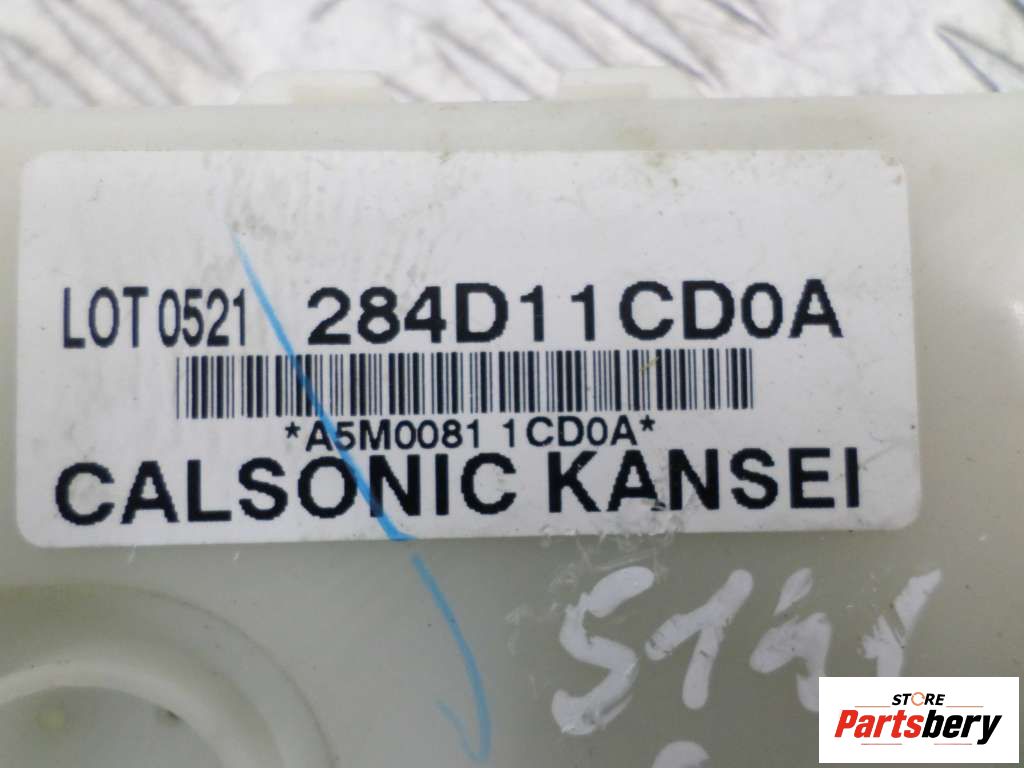 LOT 0521 284D11CD0A
*A5M0081 1CD0A*
CALSONIC KANSEI
STORE
Partsbery